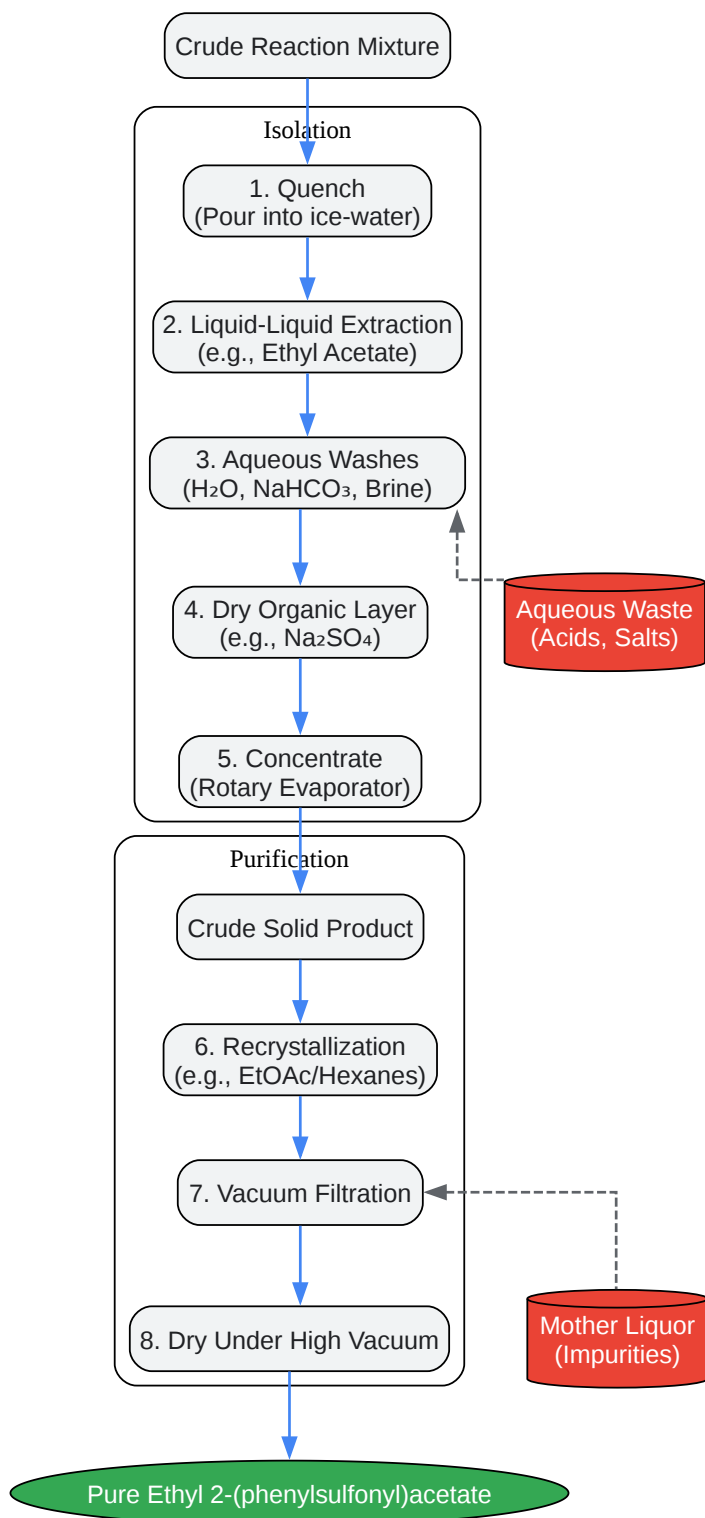 Crude Reaction Mixture
Isolation
1. Quench
(Pour into ice-water)
2. Liquid-Liquid Extraction
(e.g., Ethyl Acetate)
3. Aqueous Washes
(H₂O, NaHCO₃, Brine)
4. Dry Organic Layer
(e.g., Na₂SO₄)
Aqueous Waste
(Acids, Salts)
5. Concentrate
(Rotary Evaporator)
Purification
Crude Solid Product
6. Recrystallization
(e.g., EtOAc/Hexanes)
7. Vacuum Filtration
8. Dry Under High Vacuum
Mother Liquor
(Impurities)
Pure Ethyl 2-(phenylsulfonyl)acetate